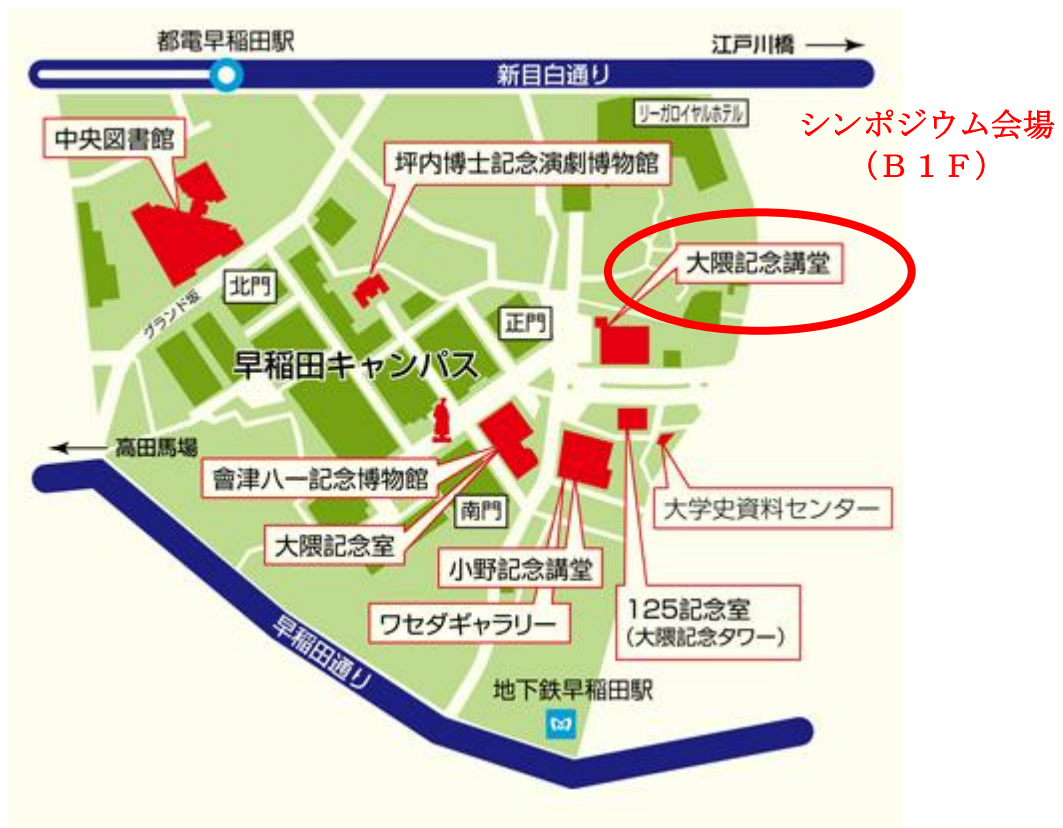 都電早稲田駅
江戸川橋
新目白通り
リーガロイヤルホテル
シンポジウム会場
(B1F)
中央図書館
坪内博士記念演劇博物館
大隈記念講堂
北門
グランド坂
正門
早稲田キャンパス
高田馬場
會津八一記念博物館
南門
大学史資料センター
大隈記念室
小野記念講堂
ワセダギャラリー
125記念室
(大隈記念タワー)
早稲田通り
地下鉄早稲田駅